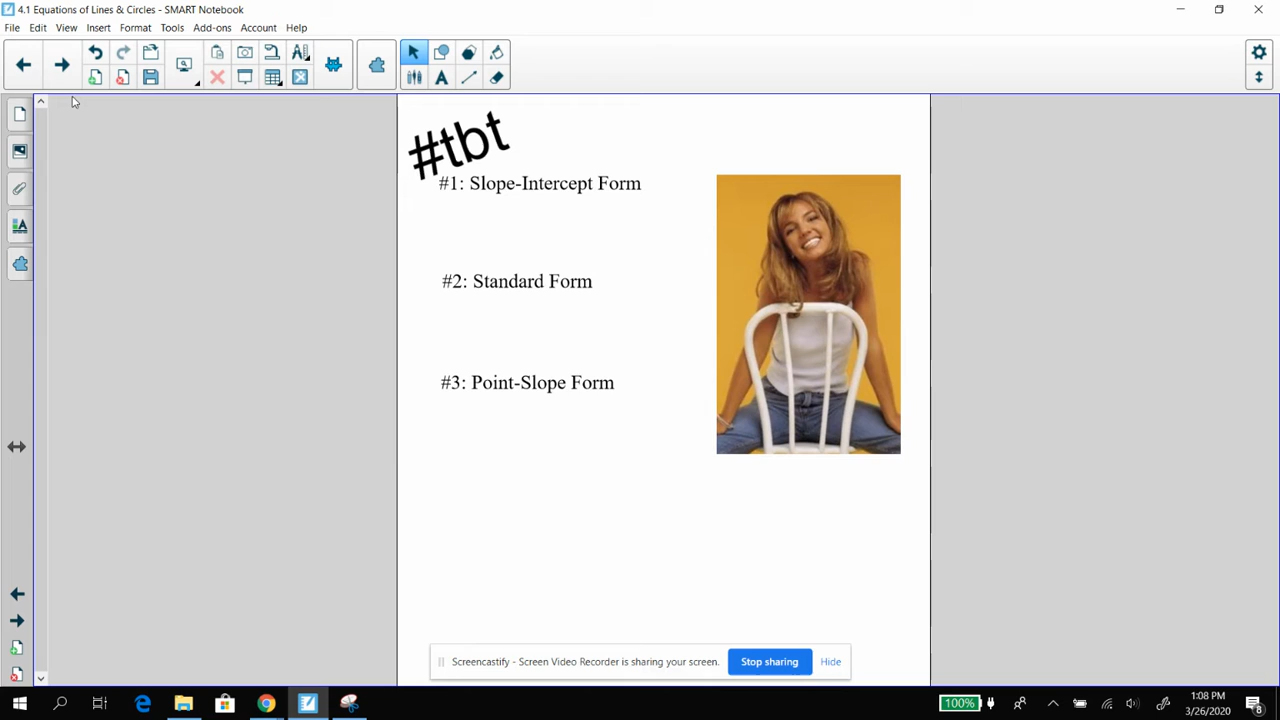 4.1 Equations of Lines & Circles - SMART Notebook
File Edit View Insert Format Tools Add-ons Account Help
#tbt
#1: Slope-Intercept Form
#2: Standard Form
#3: Point-Slope Form
Screencastify - Screen Video Recorder is sharing your screen. Stop sharing Hide
100% 1:08 PM
3/26/2020 8